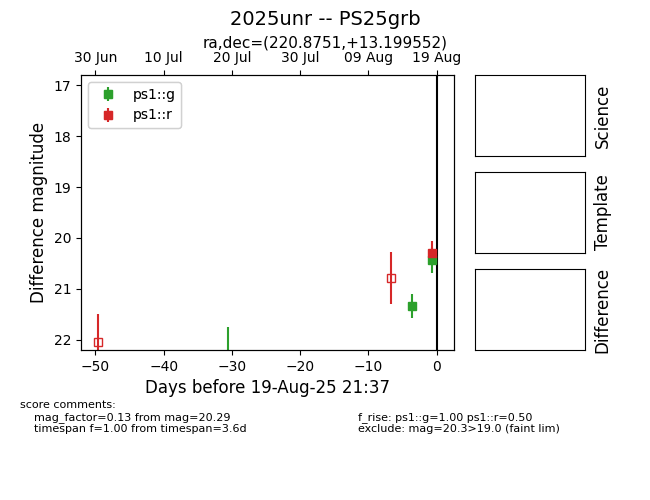 2025unr -- PS25grb
ra,dec=(220.8751,+13.199552)
30 Jun 10 Jul 20 Jul 30 Jul 09 Aug 19 Aug
ps1::g
ps1::r
17
18
19
20
21
22
Difference magnitude
−50 −40 −30 −20 −10 0
Days before 19-Aug-25 21:37
Science
Template
Difference
score comments:
mag_factor=0.13 from mag=20.29
timespan f=1.00 from timespan=3.6d
f_rise: ps1::g=1.00 ps1::r=0.50
exclude: mag=20.3>19.0 (faint lim)